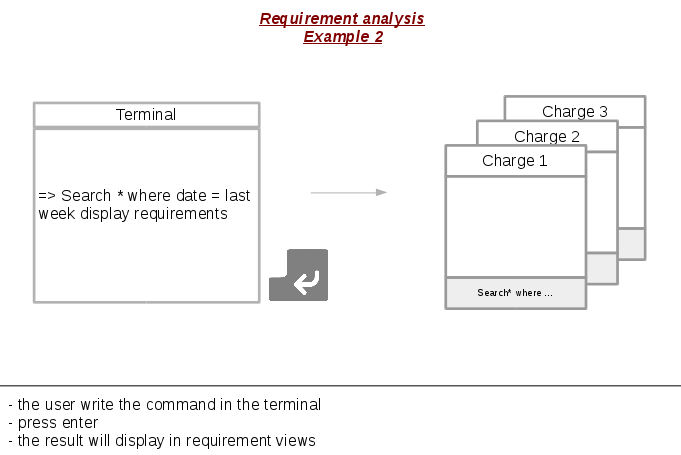 Requirement analysis
Example 2
Terminal
=> Search * where date = last
week display requirements
Charge 3
Charge 2
Charge 1
Search* where ...
- the user write the command in the terminal
- press enter
- the result will display in requirement views